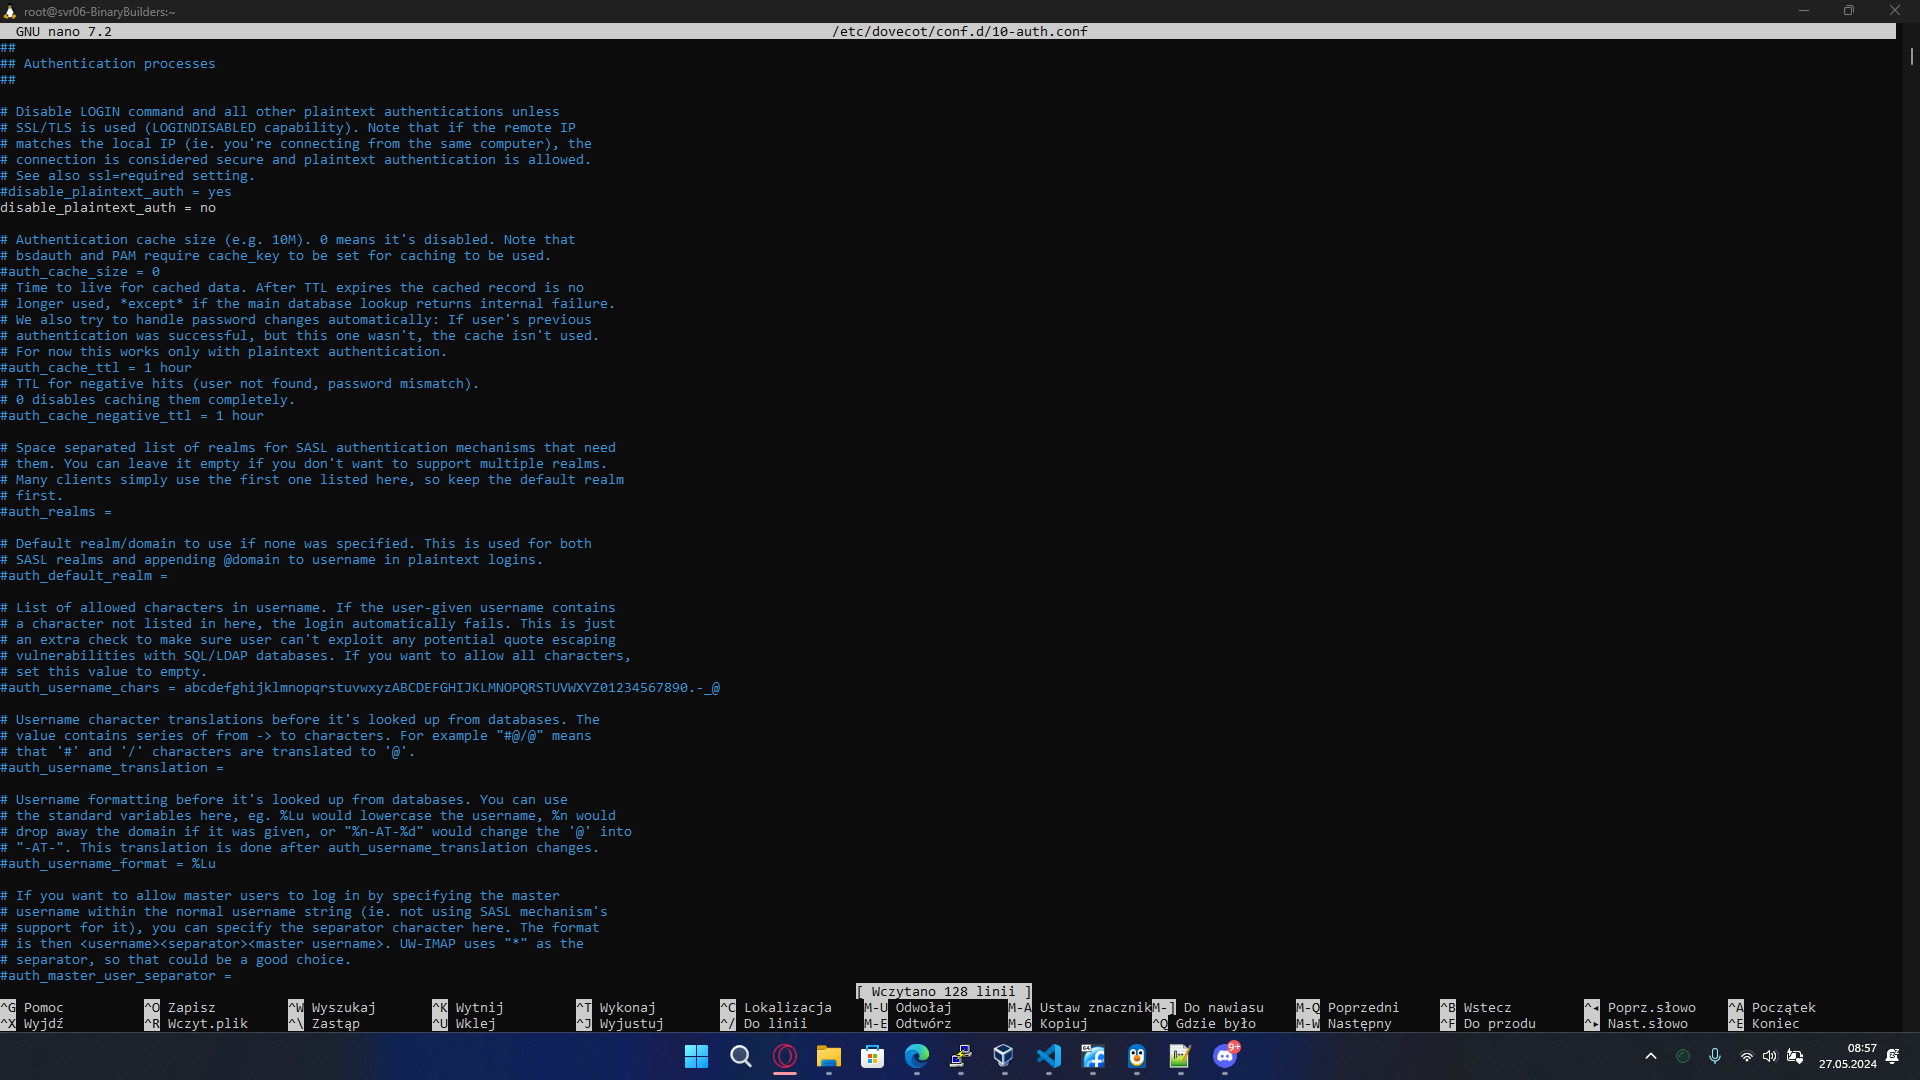 root@svr06-BinaryBuilders:~
GNU nano 7.2 /etc/dovecot/conf.d/10-auth.conf
##
## Authentication processes
##
# Disable LOGIN command and all other plaintext authentications unless
# SSL/TLS is used (LOGINDISABLED capability). Note that if the remote IP
# matches the local IP (ie. you're connecting from the same computer), the
# connection is considered secure and plaintext authentication is allowed.
# See also ssl=required setting.
#disable_plaintext_auth = yes
disable_plaintext_auth = no
# Authentication cache size (e.g. 10M). 0 means it's disabled. Note that
# bsdauth and PAM require cache_key to be set for caching to be used.
#auth_cache_size = 0
# Time to live for cached data. After TTL expires the cached record is no
# longer used, *except* if the main database lookup returns internal failure.
# We also try to handle password changes automatically: If user's previous
# authentication was successful, but this one wasn't, the cache isn't used.
# For now this works only with plaintext authentication.
#auth_cache_ttl = 1 hour
# TTL for negative hits (user not found, password mismatch).
# 0 disables caching them completely.
#auth_cache_negative_ttl = 1 hour
# Space separated list of realms for SASL authentication mechanisms that need
# them. You can leave it empty if you don't want to support multiple realms.
# Many clients simply use the first one listed here, so keep the default realm
# first.
#auth_realms =
# Default realm/domain to use if none was specified. This is used for both
# SASL realms and appending @domain to username in plaintext logins.
#auth_default_realm =
# List of allowed characters in username. If the user-given username contains
# a character not listed in here, the login automatically fails. This is just
# an extra check to make sure user can't exploit any potential quote escaping
# vulnerabilities with SQL/LDAP databases. If you want to allow all characters,
# set this value to empty.
#auth_username_chars = abcdefghijklmnopqrstuvwxyzABCDEFGHIJKLMNOPQRSTUVWXYZ01234567890.-_@
# Username character translations before it's looked up from databases. The
# value contains series of from -> to characters. For example "#@/@" means
# that '#' and '/' characters are translated to '@'.
#auth_username_translation =
# Username formatting before it's looked up from databases. You can use
# the standard variables here, eg. %Lu would lowercase the username, %n would
# drop away the domain if it was given, or "%n-AT-%d" would change the '@' into
# "-AT-". This translation is done after auth_username_translation changes.
#auth_username_format = %Lu
# If you want to allow master users to log in by specifying the master
# username within the normal username string (ie. not using SASL mechanism's
# support for it), you can specify the separator character here. The format
# is then <username><separator><master username>. UW-IMAP uses "*" as the
# separator, so that could be a good choice.
#auth_master_user_separator =
[ Wczytano 128 linii ]
^G Pomoc ^O Zapisz ^W Wyszukaj ^K Wytnij ^T Wykonaj ^C Lokalizacja M-U Odwołaj M-A Ustaw znacznik M-] Do nawiasu M-Q Poprzedni ^B Wstecz ^◂ Poprz.słowo ^A Początek
^X Wyjdź ^R Wczyt.plik ^\ Zastąp ^U Wklej ^J Wyjustuj ^/ Do linii M-E Odtwórz M-6 Kopiuj ^Q Gdzie było M-W Następny ^F Do przodu ^▸ Nast.słowo ^E Koniec
64
9+
08:57
27.05.2024